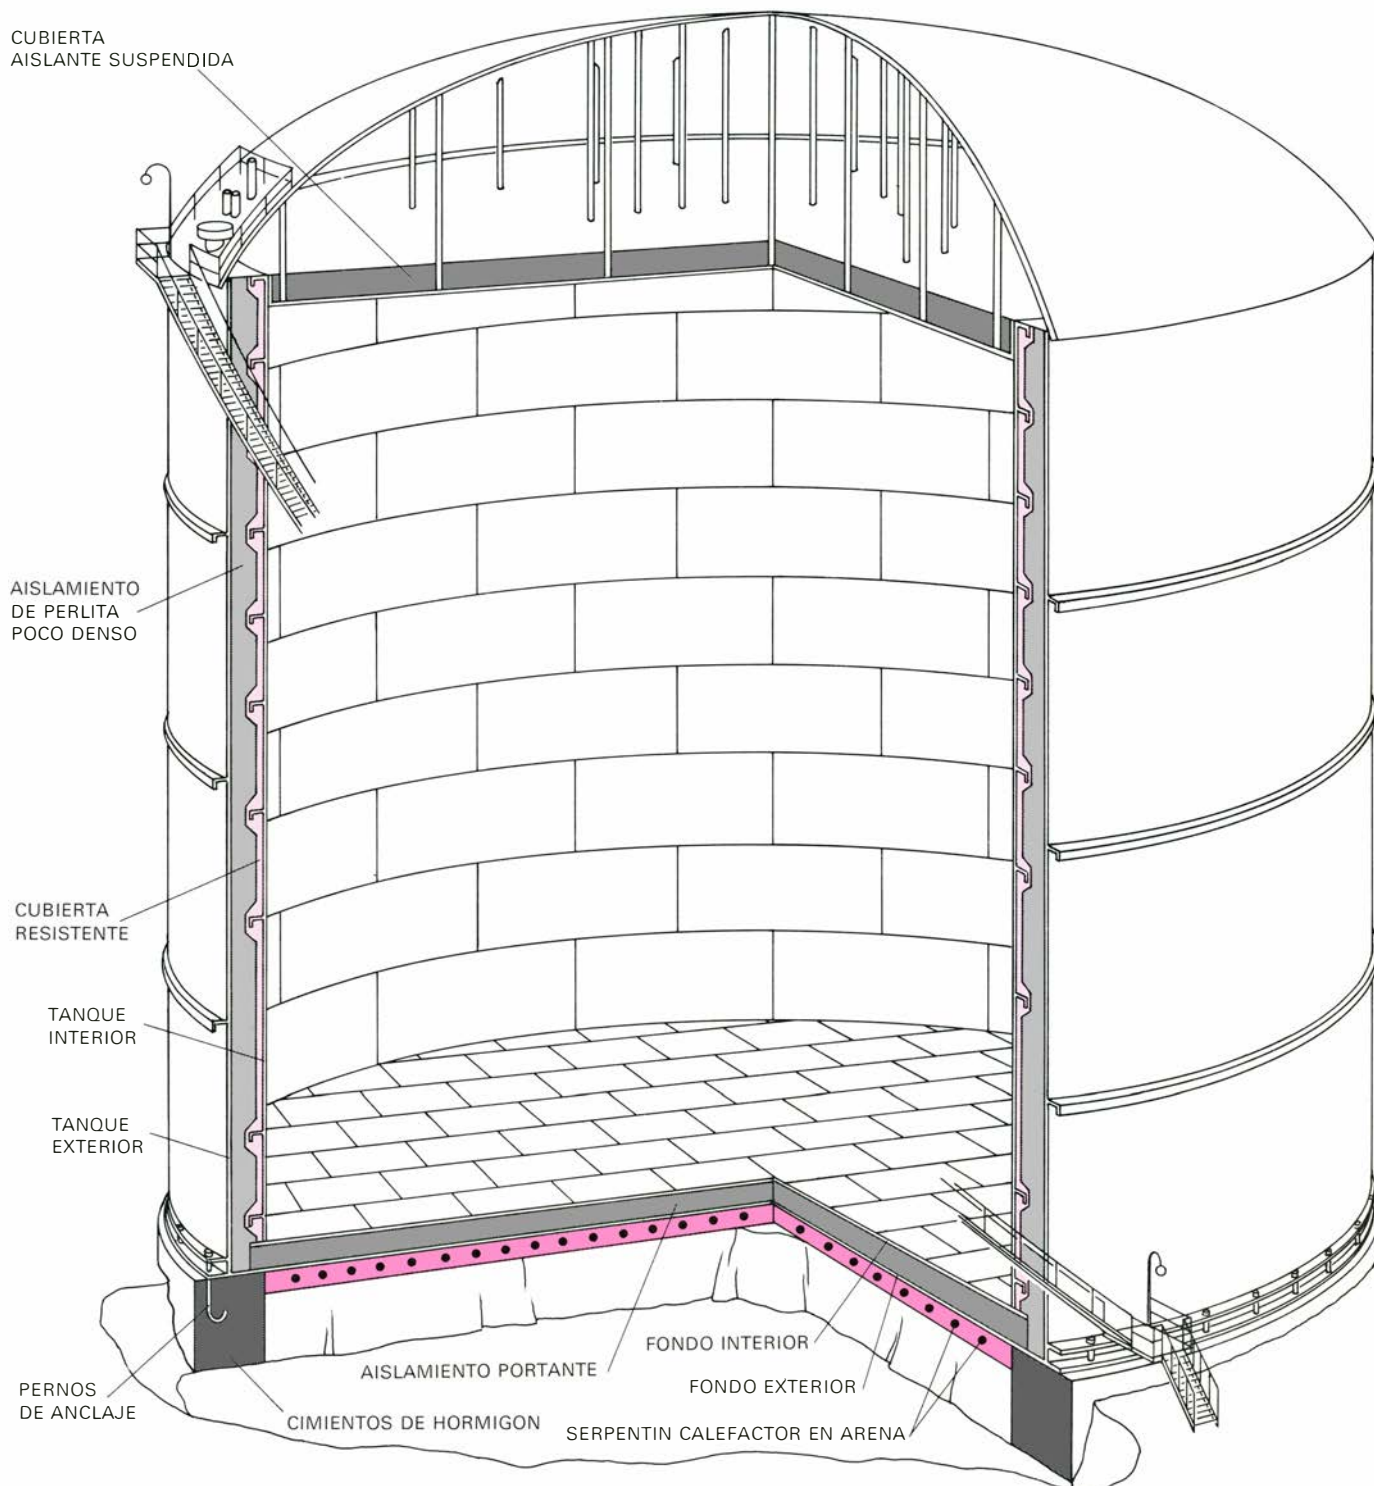 CUBIERTA
AISLANTE SUSPENDIDA
AISLAMIENTO
DE PERLITA
POCO DENSO
CUBIERTA
RESISTENTE
TANQUE
INTERIOR
TANQUE
EXTERIOR
PERNOS
DE ANCLAJE
CIMIENTOS DE HORMIGON
AISLAMIENTO PORTANTE
FONDO INTERIOR
FONDO EXTERIOR
SERPENTIN CALEFACTOR EN ARENA